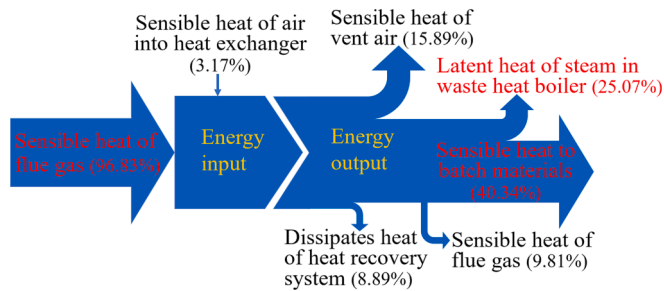 Sensible heat of air
into heat exchanger
(3.17%)
Sensible heat of
vent air (15.89%)
Latent heat of steam in
waste heat boiler (25.07%)
Sensible heat of
flue gas (96.83%)
Energy
input
Energy
output
Sensible heat to
batch materials
(40.34%)
Dissipates heat
of heat recovery
system (8.89%)
Sensible heat of
flue gas (9.81%)